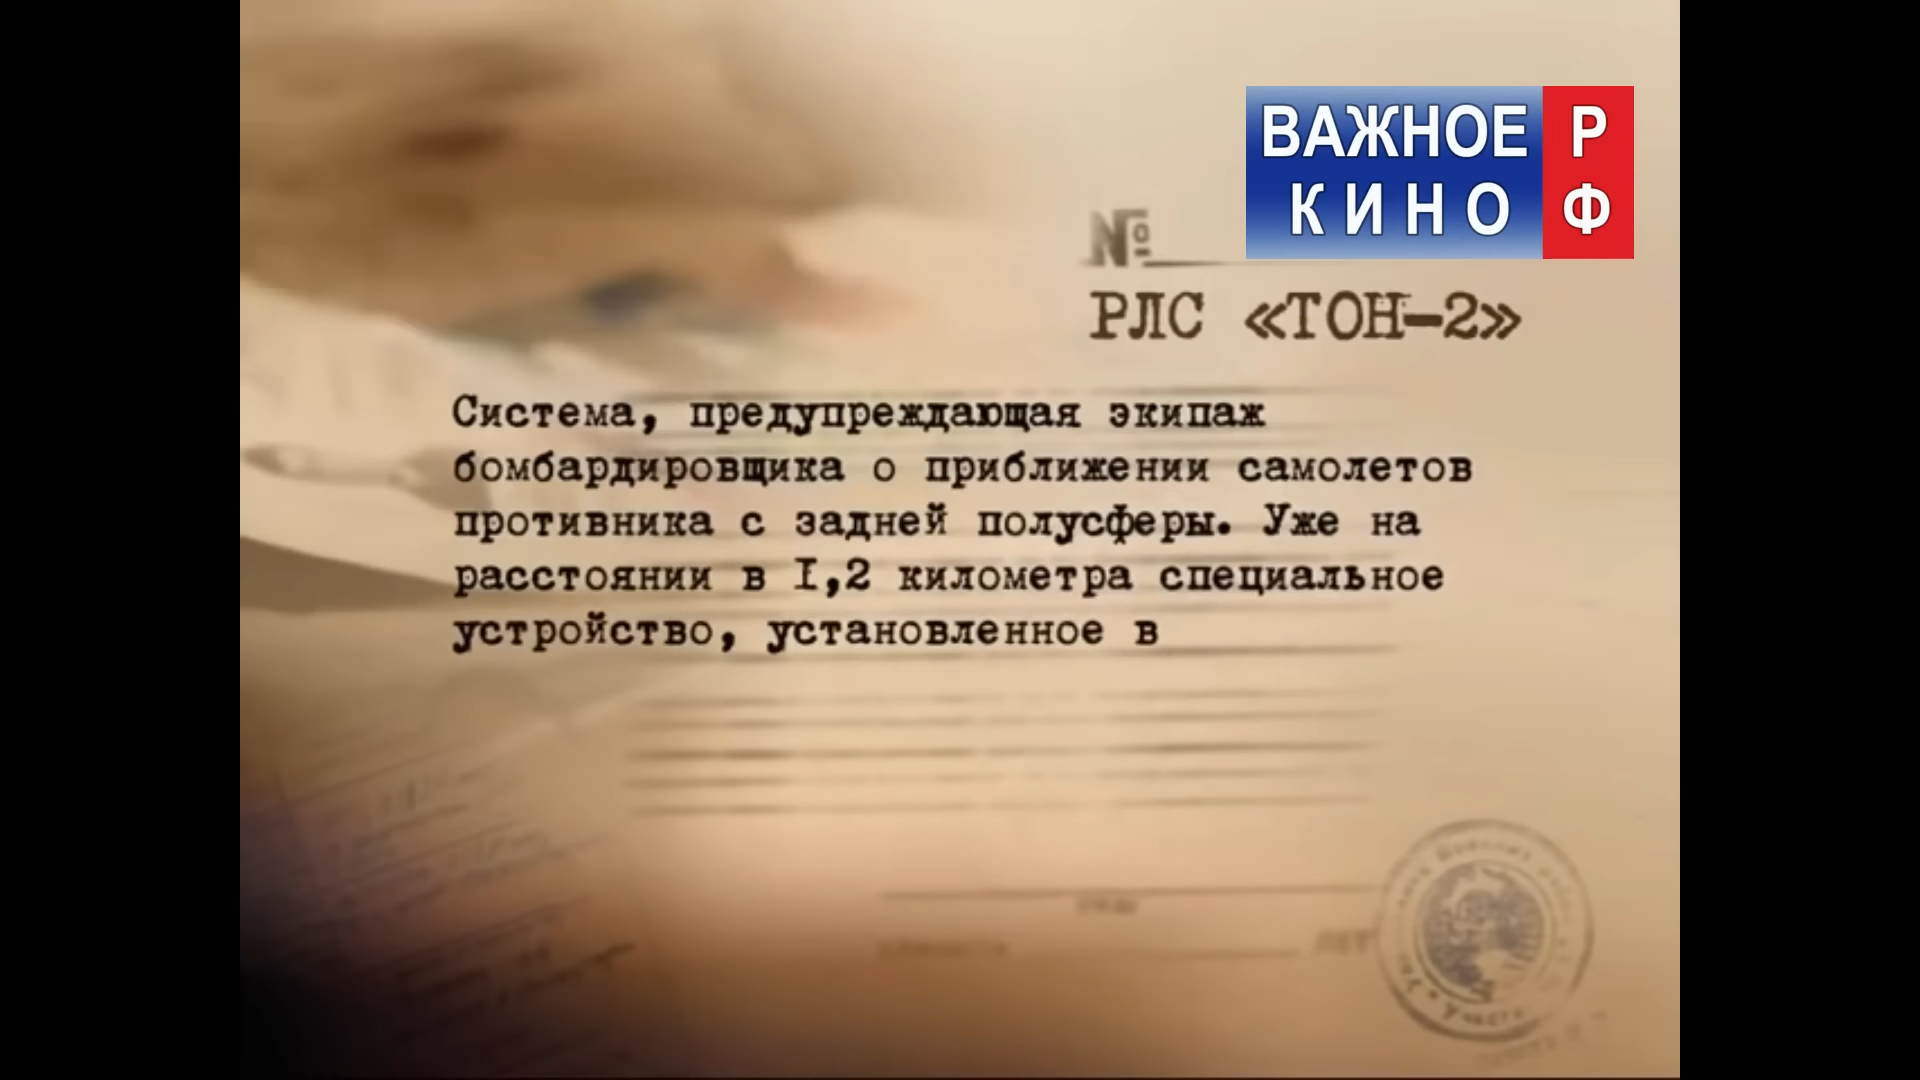 ВАЖНОЕ Р
КИНО Ф
№
РЛС «ТОН-2»
Система, предупреждающая экипаж
бомбардировщика о приближении самолетов
противника с задней полусферы. Уже на
расстоянии в I,2 километра специальное
устройство, установленное в